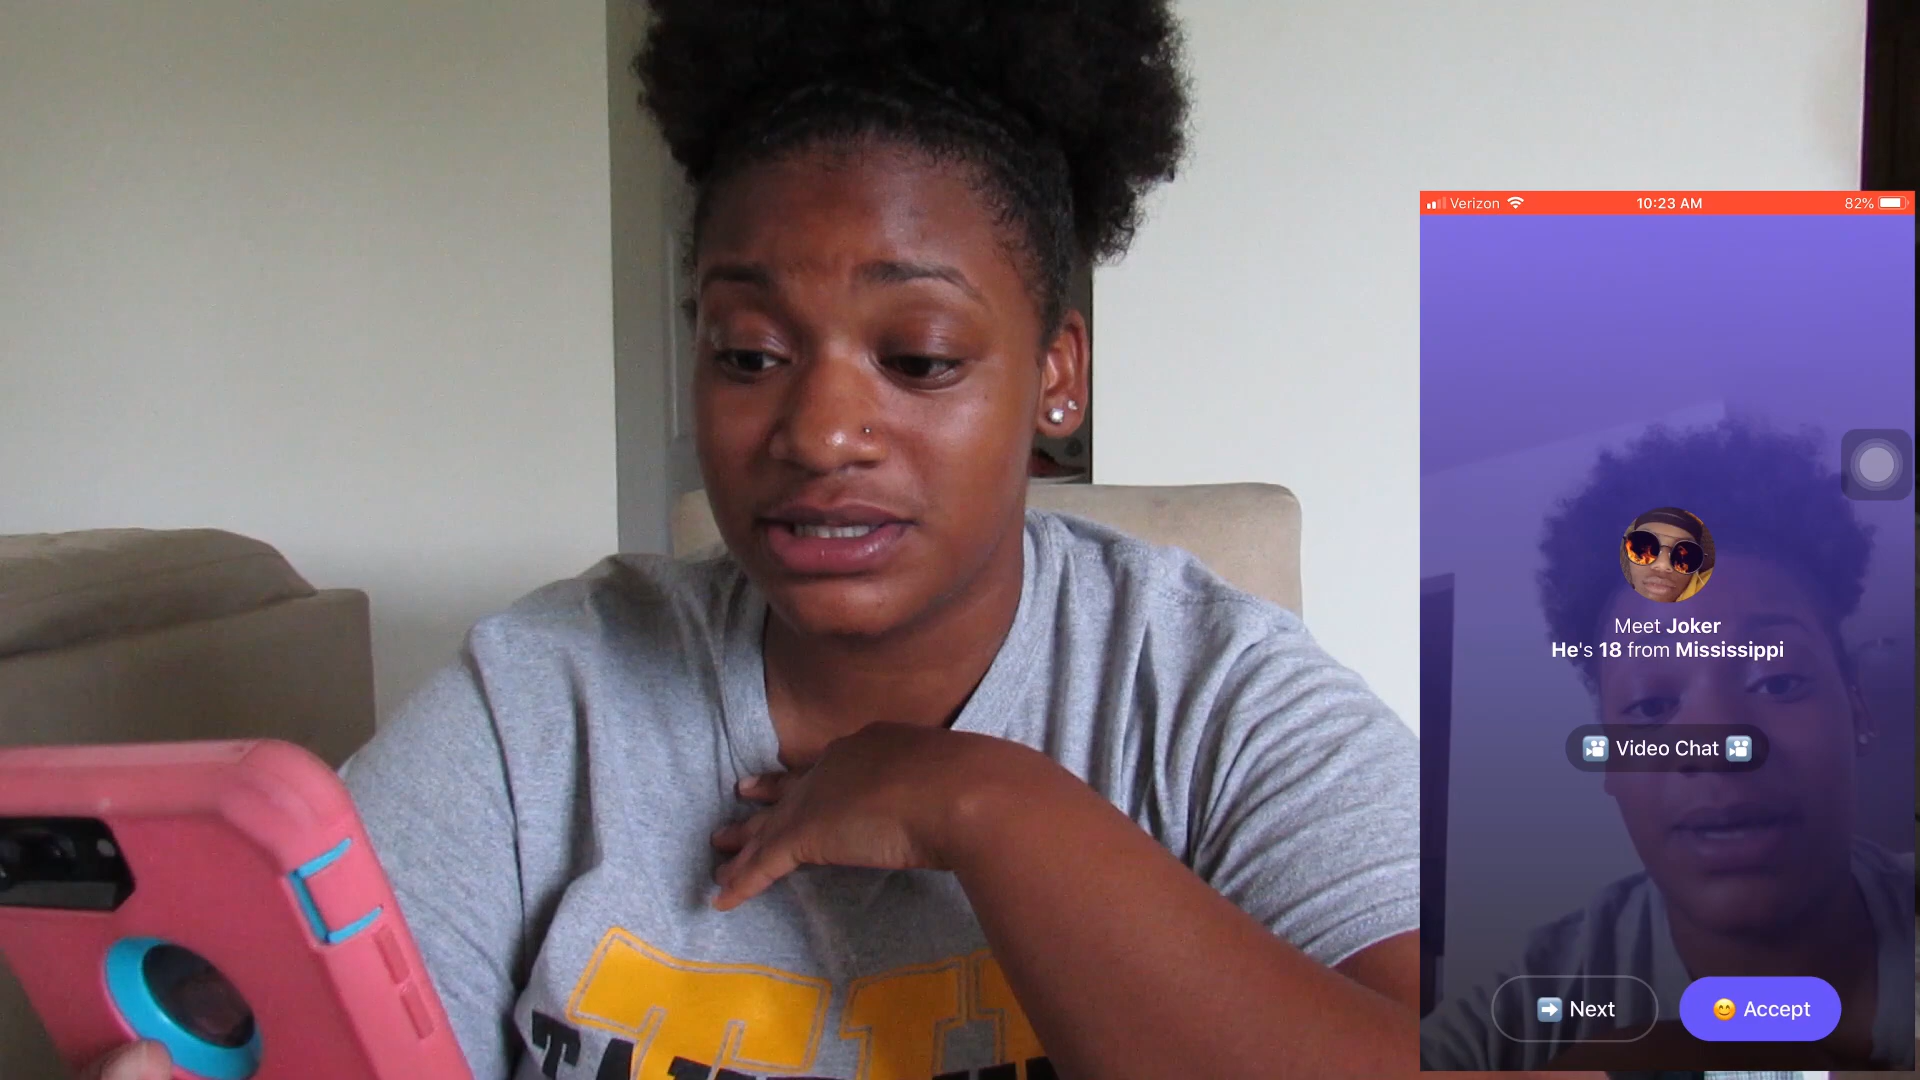 Verizon 10:23 AM 82%
Meet Joker
He's 18 from Mississippi
Video Chat
Next
Accept